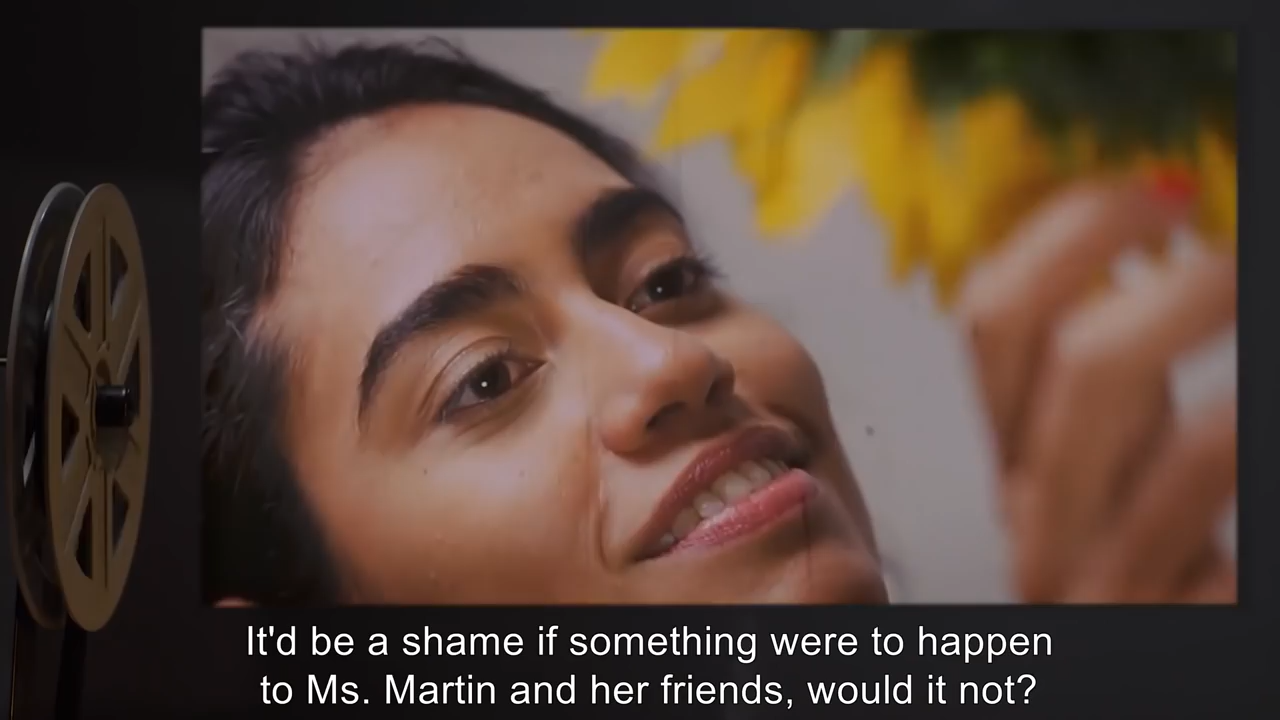 It'd be a shame if something were to happen
to Ms. Martin and her friends, would it not?